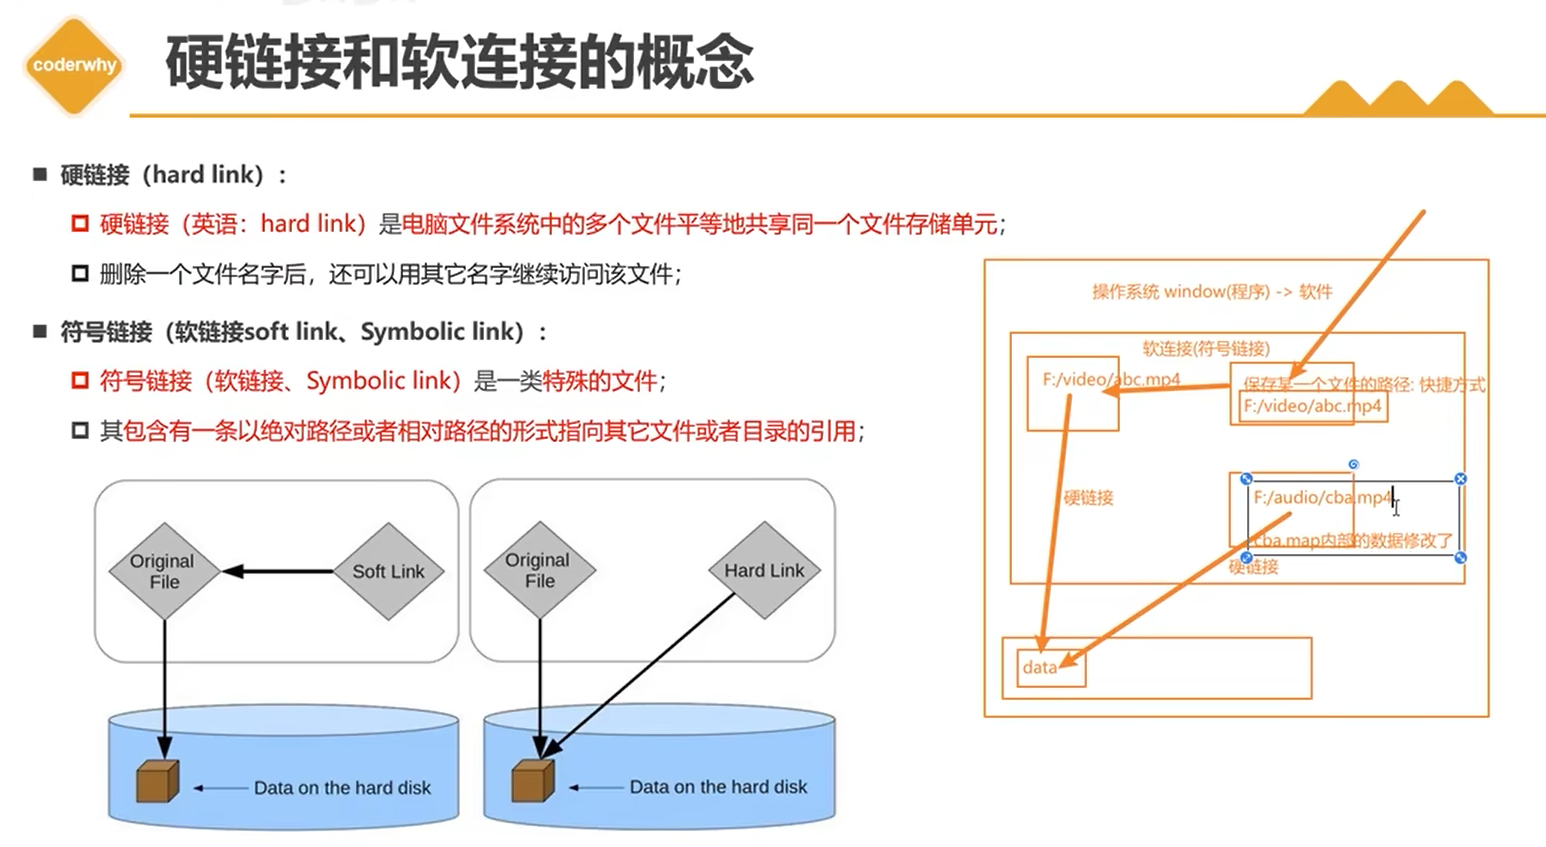 coderwhy
硬链接和软连接的概念
硬链接（hard link）:
硬链接（英语：hard link）是电脑文件系统中的多个文件平等地共享同一个文件存储单元;
删除一个文件名字后，还可以用其它名字继续访问该文件;
符号链接（软链接soft link、Symbolic link）:
符号链接（软链接、Symbolic link）是一类特殊的文件;
其包含有一条以绝对路径或者相对路径的形式指向其它文件或者目录的引用;
Original
File
Soft Link
Data on the hard disk
Original
File
Hard Link
Data on the hard disk
操作系统 window(程序) -> 软件
软连接(符号链接)
F:/video/abc.mp4
保存某一个文件的路径: 快捷方式
F:/video/abc.mp4
硬链接
F:/audio/cba.mp4
cba.map内部的数据修改了
硬链接
data